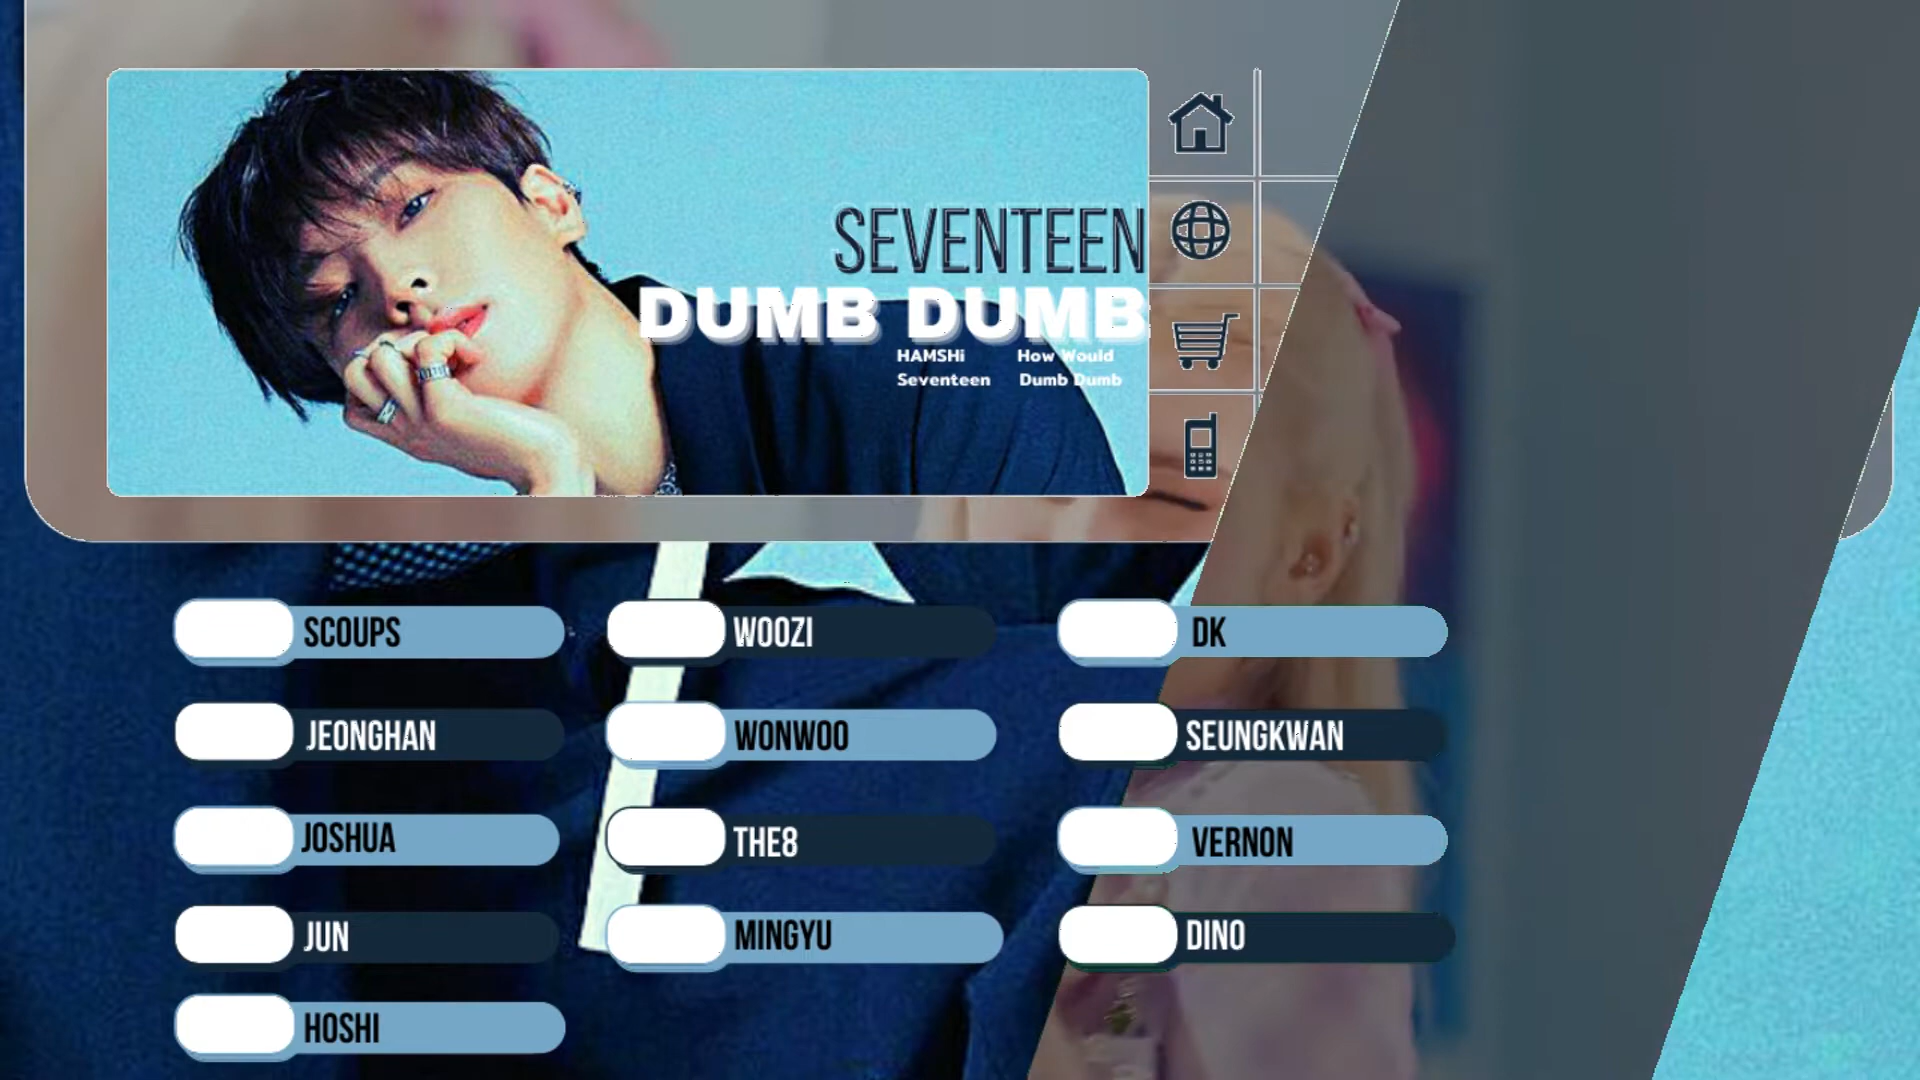 SEVENTEEN
DUMB DUMB
HAMSHi How Would
Seventeen Dumb Dumb
SCOUPS WOOZI DK
JEONGHAN WONWOO SEUNGKWAN
JOSHUA THE8 VERNON
JUN MINGYU DINO
HOSHI